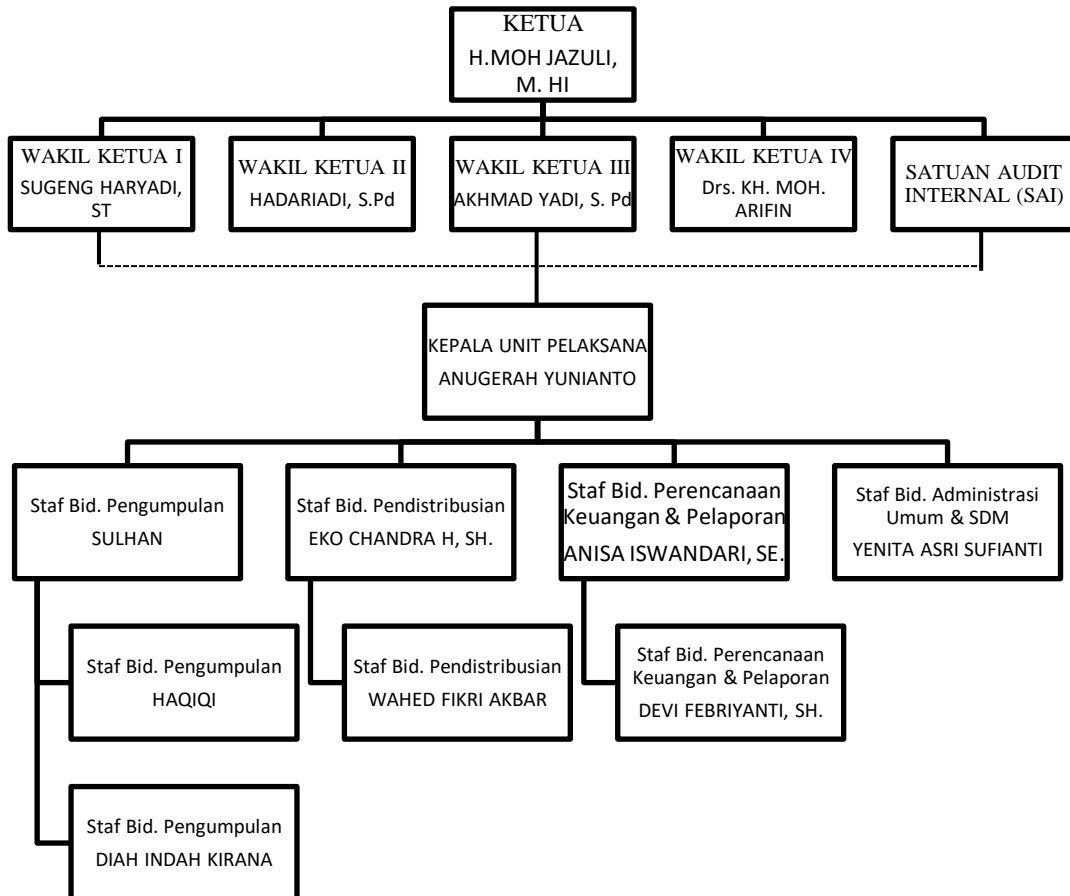 KETUA
H.MOH JAZULI,
M. HI
WAKIL KETUA I
SUGENG HARYADI,
ST
WAKIL KETUA II
HADARIADI, S.Pd
WAKIL KETUA III
AKHMAD YADI, S. Pd
WAKIL KETUA IV
Drs. KH. MOH.
ARIFIN
SATUAN AUDIT
INTERNAL (SAI)
KEPALA UNIT PELAKSANA
ANUGERAH YUNIANTO
Staf Bid. Pengumpulan
SULHAN
Staf Bid. Pendistribusian
EKO CHANDRA H, SH.
Staf Bid. Perencanaan
Keuangan & Pelaporan
ANISA ISWANDARI, SE.
Staf Bid. Administrasi
Umum & SDM
YENITA ASRI SUFIANTI
Staf Bid. Pengumpulan
HAQIQI
Staf Bid. Pendistribusian
WAHED FIKRI AKBAR
Staf Bid. Perencanaan
Keuangan & Pelaporan
DEVI FEBRIYANTI, SH.
Staf Bid. Pengumpulan
DIAH INDAH KIRANA